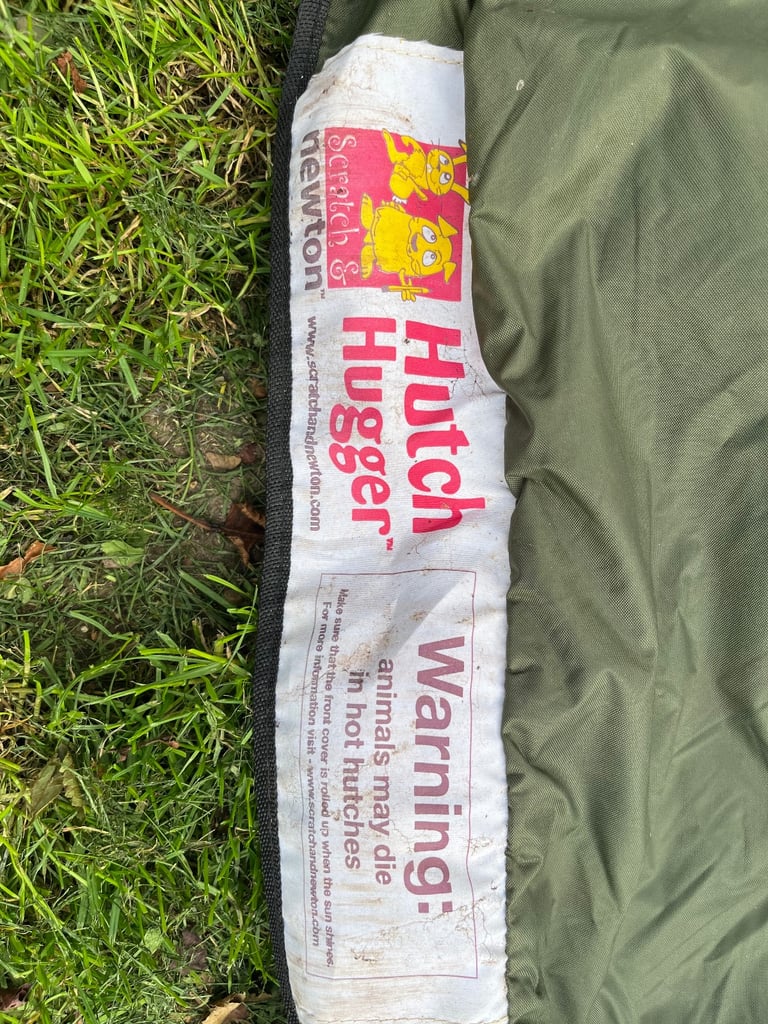 Scratch &
newton™
Hutch
Hugger™
www.scratchandnewton.com
Warning:
animals may die
in hot hutches
Make sure that the front cover is rolled up when the sun shines.
For more information visit - www.scratchandnewton.com